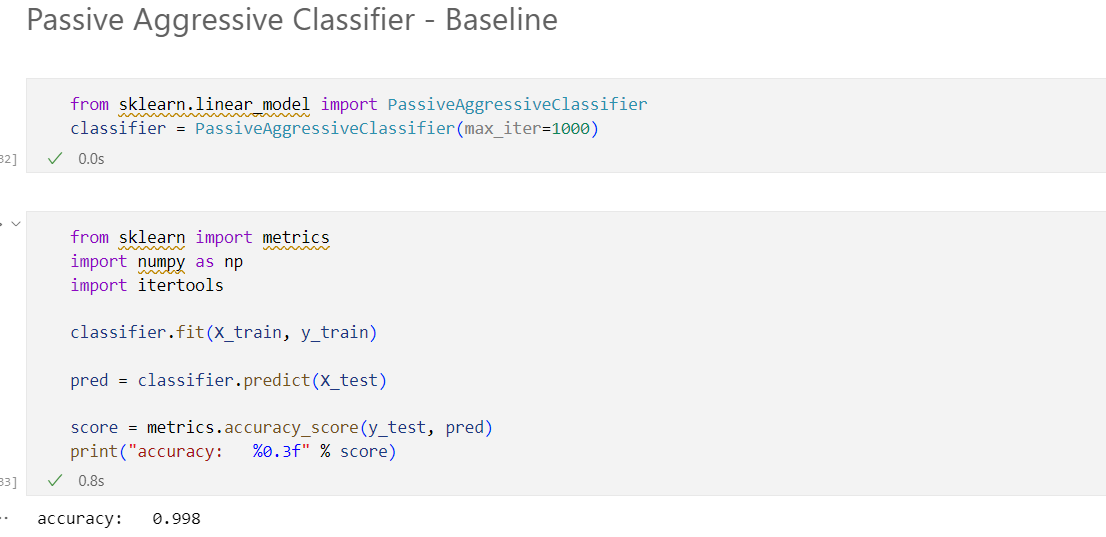 Passive Aggressive Classifier - Baseline
from sklearn.linear_model import PassiveAggressiveClassifier
classifier = PassiveAggressiveClassifier(max_iter=1000)
32]
0.0s
from sklearn import metrics
import numpy as np
import itertools
classifier.fit(X_train, y_train)
pred = classifier.predict(X_test)
score = metrics.accuracy_score(y_test, pred)
print("accuracy:   %0.3f" % score)
33]
0.8s
accuracy:   0.998